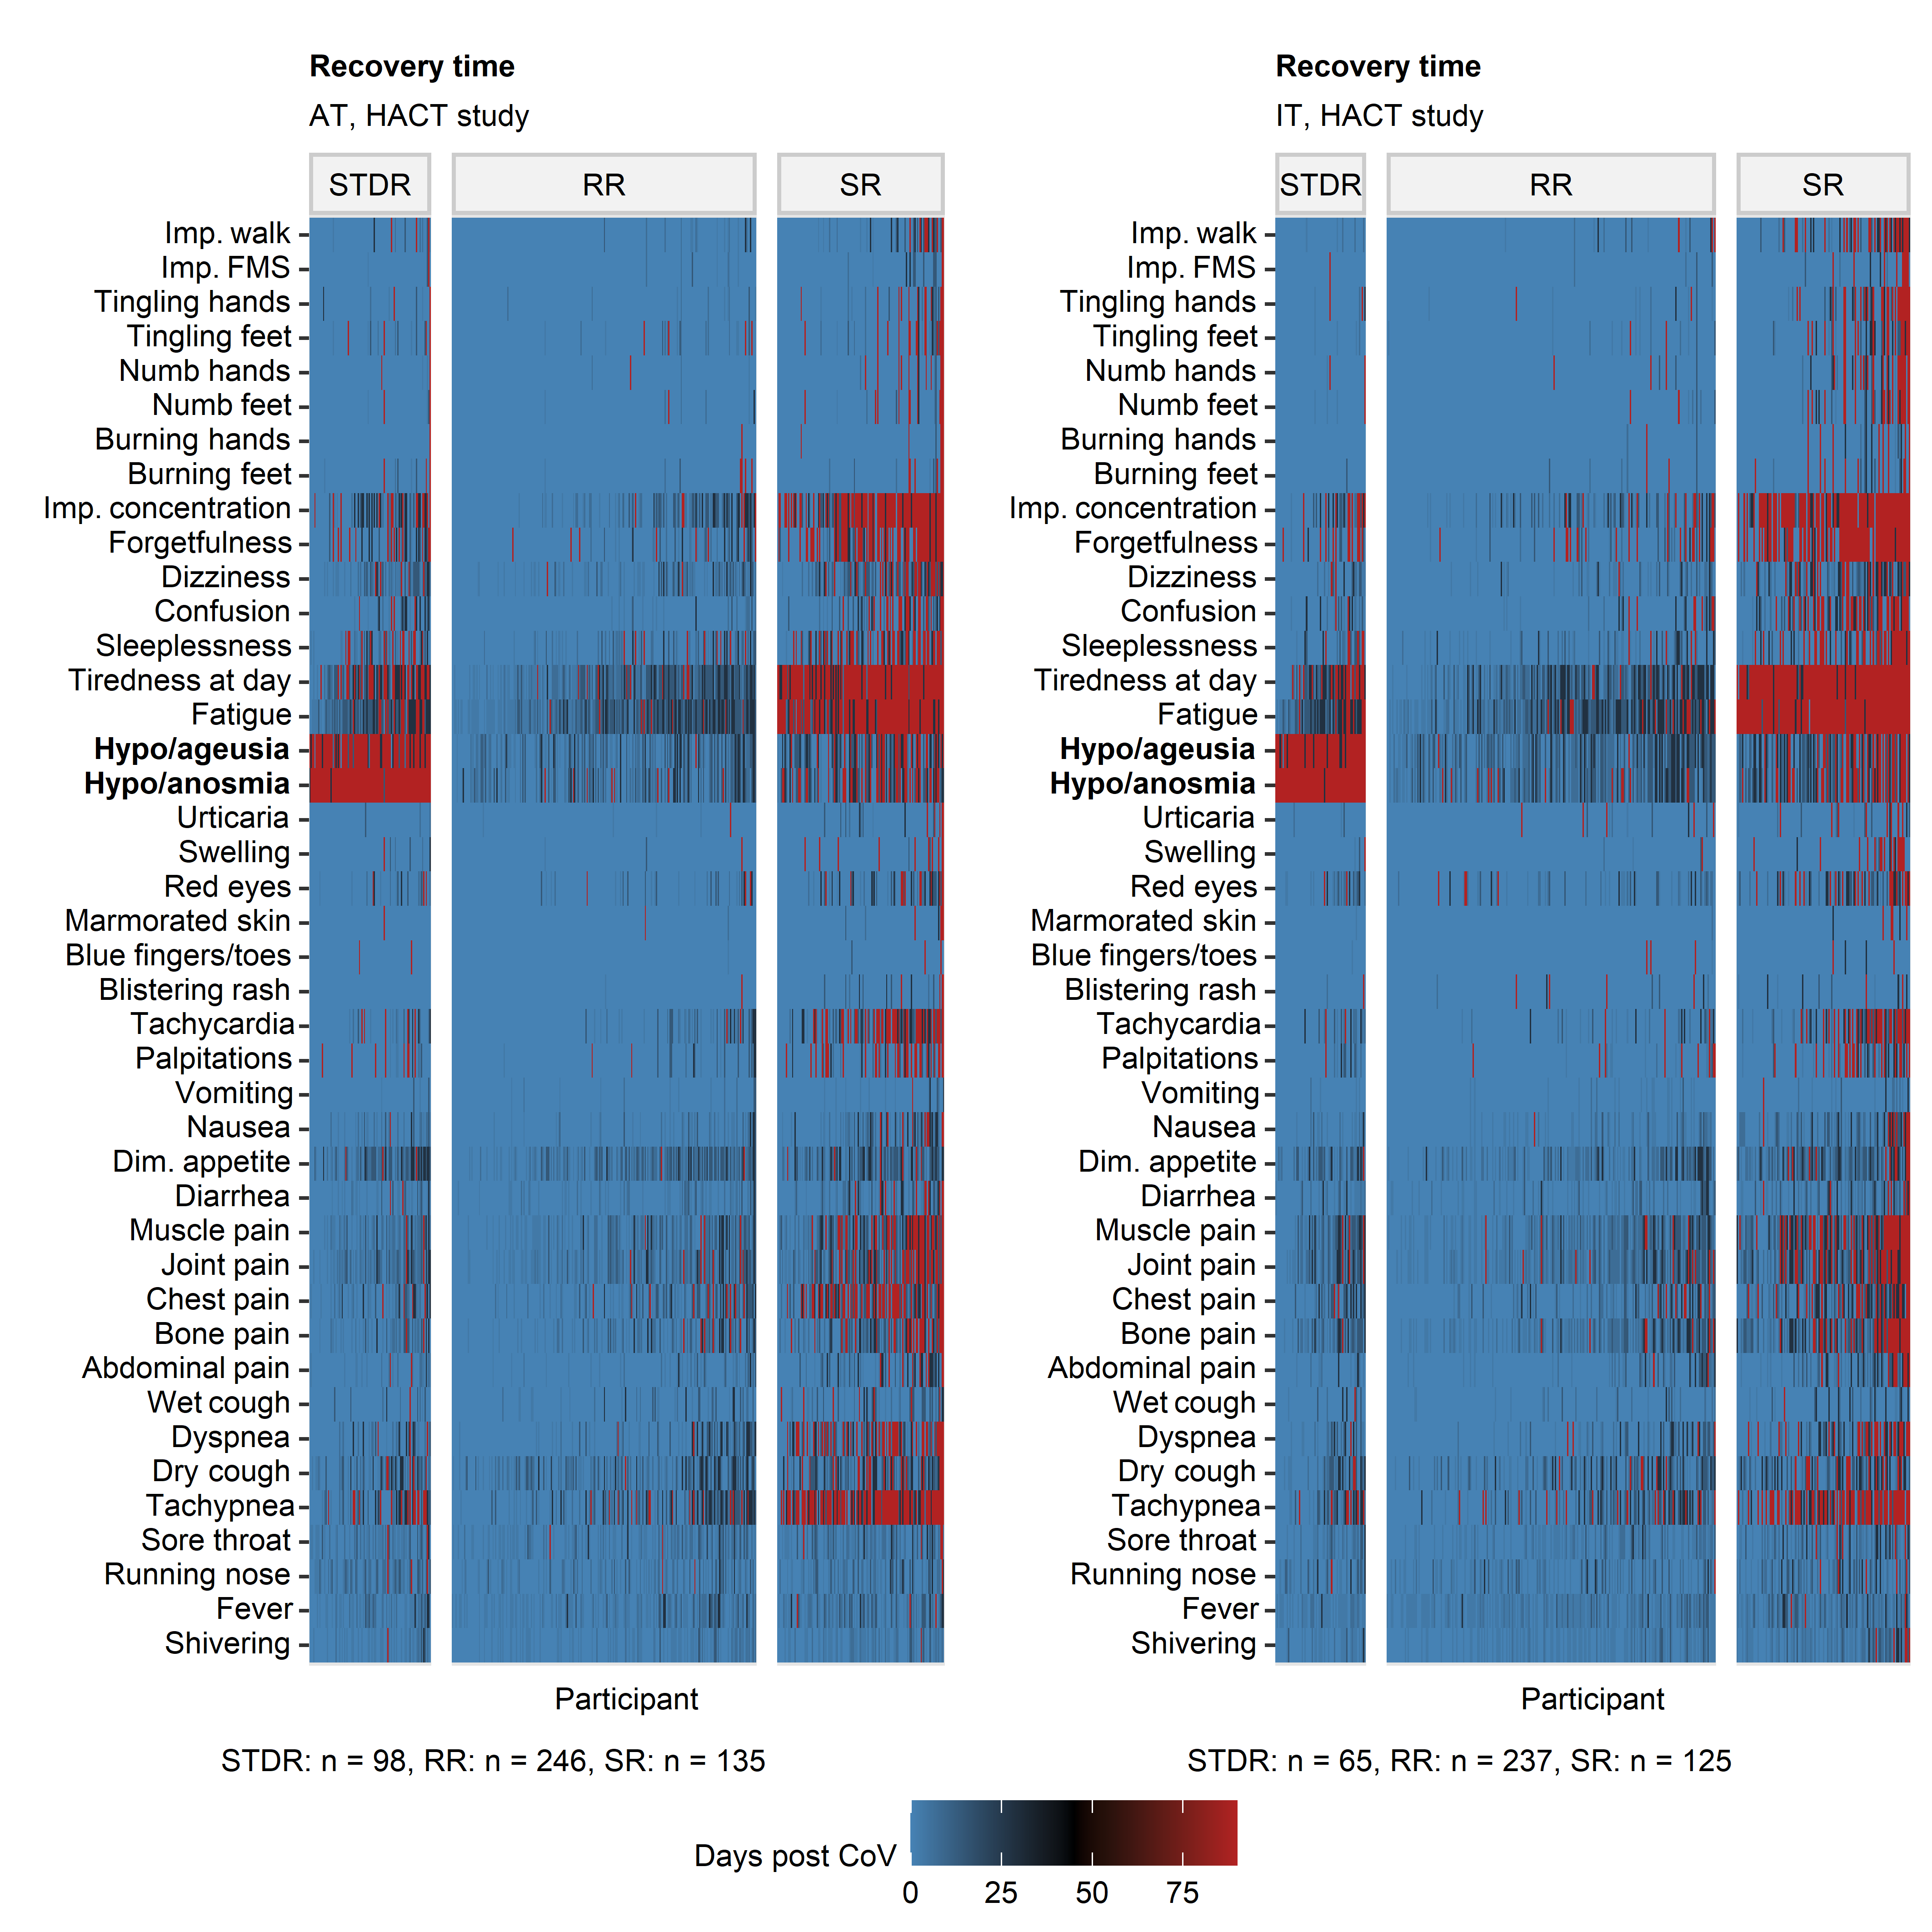 Recovery time
AT, HACT study
STDR RR SR
Imp. walk
Imp. FMS
Tingling hands
Tingling feet
Numb hands
Numb feet
Burning hands
Burning feet
Imp. concentration
Forgetfulness
Dizziness
Confusion
Sleeplessness
Tiredness at day
Fatigue
Hypo/ageusia
Hypo/anosmia
Urticaria
Swelling
Red eyes
Marmorated skin
Blue fingers/toes
Blistering rash
Tachycardia
Palpitations
Vomiting
Nausea
Dim. appetite
Diarrhea
Muscle pain
Joint pain
Chest pain
Bone pain
Abdominal pain
Wet cough
Dyspnea
Dry cough
Tachypnea
Sore throat
Running nose
Fever
Shivering
Participant
STDR: n = 98, RR: n = 246, SR: n = 135
Recovery time
IT, HACT study
STDR RR SR
Imp. walk
Imp. FMS
Tingling hands
Tingling feet
Numb hands
Numb feet
Burning hands
Burning feet
Imp. concentration
Forgetfulness
Dizziness
Confusion
Sleeplessness
Tiredness at day
Fatigue
Hypo/ageusia
Hypo/anosmia
Urticaria
Swelling
Red eyes
Marmorated skin
Blue fingers/toes
Blistering rash
Tachycardia
Palpitations
Vomiting
Nausea
Dim. appetite
Diarrhea
Muscle pain
Joint pain
Chest pain
Bone pain
Abdominal pain
Wet cough
Dyspnea
Dry cough
Tachypnea
Sore throat
Running nose
Fever
Shivering
Participant
STDR: n = 65, RR: n = 237, SR: n = 125
Days post CoV
0 25 50 75